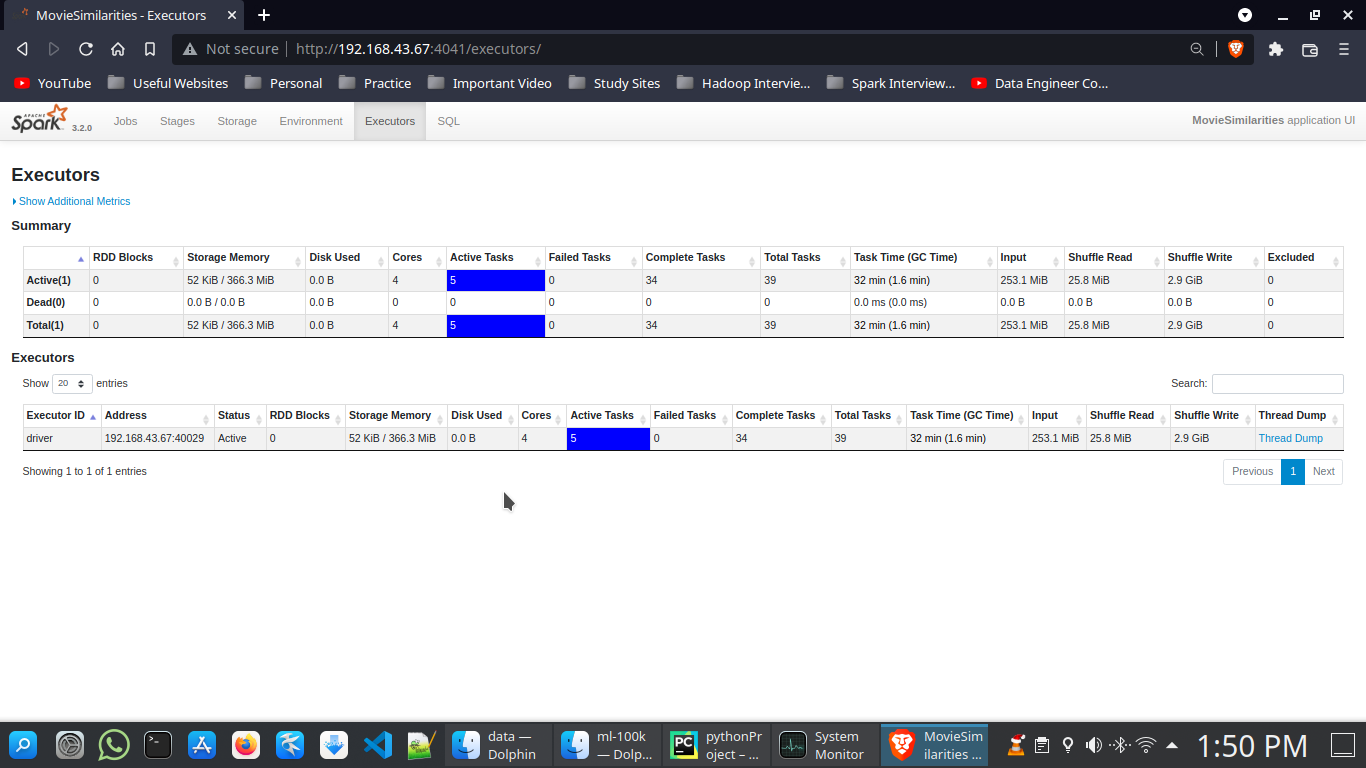 MovieSimilarities - Executors
Not secure http://192.168.43.67:4041/executors/
YouTube Useful Websites Personal Practice Important Video Study Sites Hadoop Intervie... Spark Interview... Data Engineer Co...
APACHE Spark 3.2.0 Jobs Stages Storage Environment Executors SQL MovieSimilarities application UI
Executors
Show Additional Metrics
Summary
RDD Blocks Storage Memory Disk Used Cores Active Tasks Failed Tasks Complete Tasks Total Tasks Task Time (GC Time) Input Shuffle Read Shuffle Write Excluded
Active(1) 0 52 KiB / 366.3 MiB 0.0 B 4 5 0 34 39 32 min (1.6 min) 253.1 MiB 25.8 MiB 2.9 GiB 0
Dead(0) 0 0.0 B / 0.0 B 0.0 B 0 0 0 0 0 0.0 ms (0.0 ms) 0.0 B 0.0 B 0.0 B 0
Total(1) 0 52 KiB / 366.3 MiB 0.0 B 4 5 0 34 39 32 min (1.6 min) 253.1 MiB 25.8 MiB 2.9 GiB 0
Executors
Show 20 entries Search:
Executor ID Address Status RDD Blocks Storage Memory Disk Used Cores Active Tasks Failed Tasks Complete Tasks Total Tasks Task Time (GC Time) Input Shuffle Read Shuffle Write Thread Dump
driver 192.168.43.67:40029 Active 0 52 KiB / 366.3 MiB 0.0 B 4 5 0 34 39 32 min (1.6 min) 253.1 MiB 25.8 MiB 2.9 GiB Thread Dump
Showing 1 to 1 of 1 entries Previous 1 Next
data — Dolphin
ml-100k — Dolp...
PC pythonPr oject – ...
System Monitor
MovieSim ilarities ...
1:50 PM